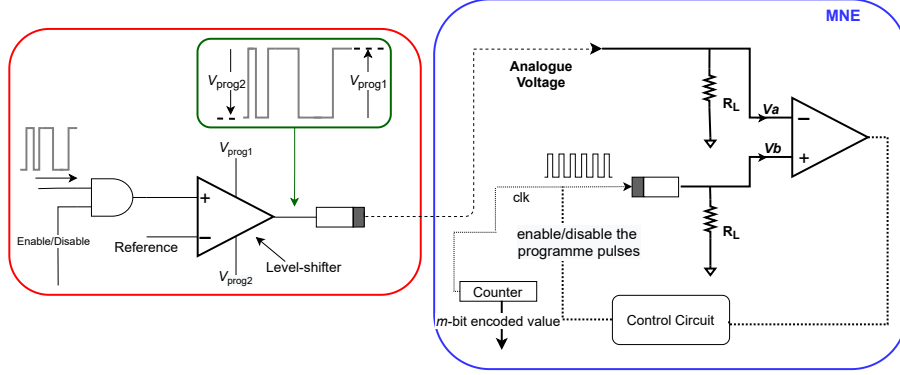 MNE
Vprog2
Vprog1
Analogue
Voltage
RL
Va
Vb
Vprog1
clk
Enable/Disable
Reference
Level-shifter
Vprog2
enable/disable the
programme pulses
RL
Counter
m-bit encoded value
Control Circuit
+
−
−
+